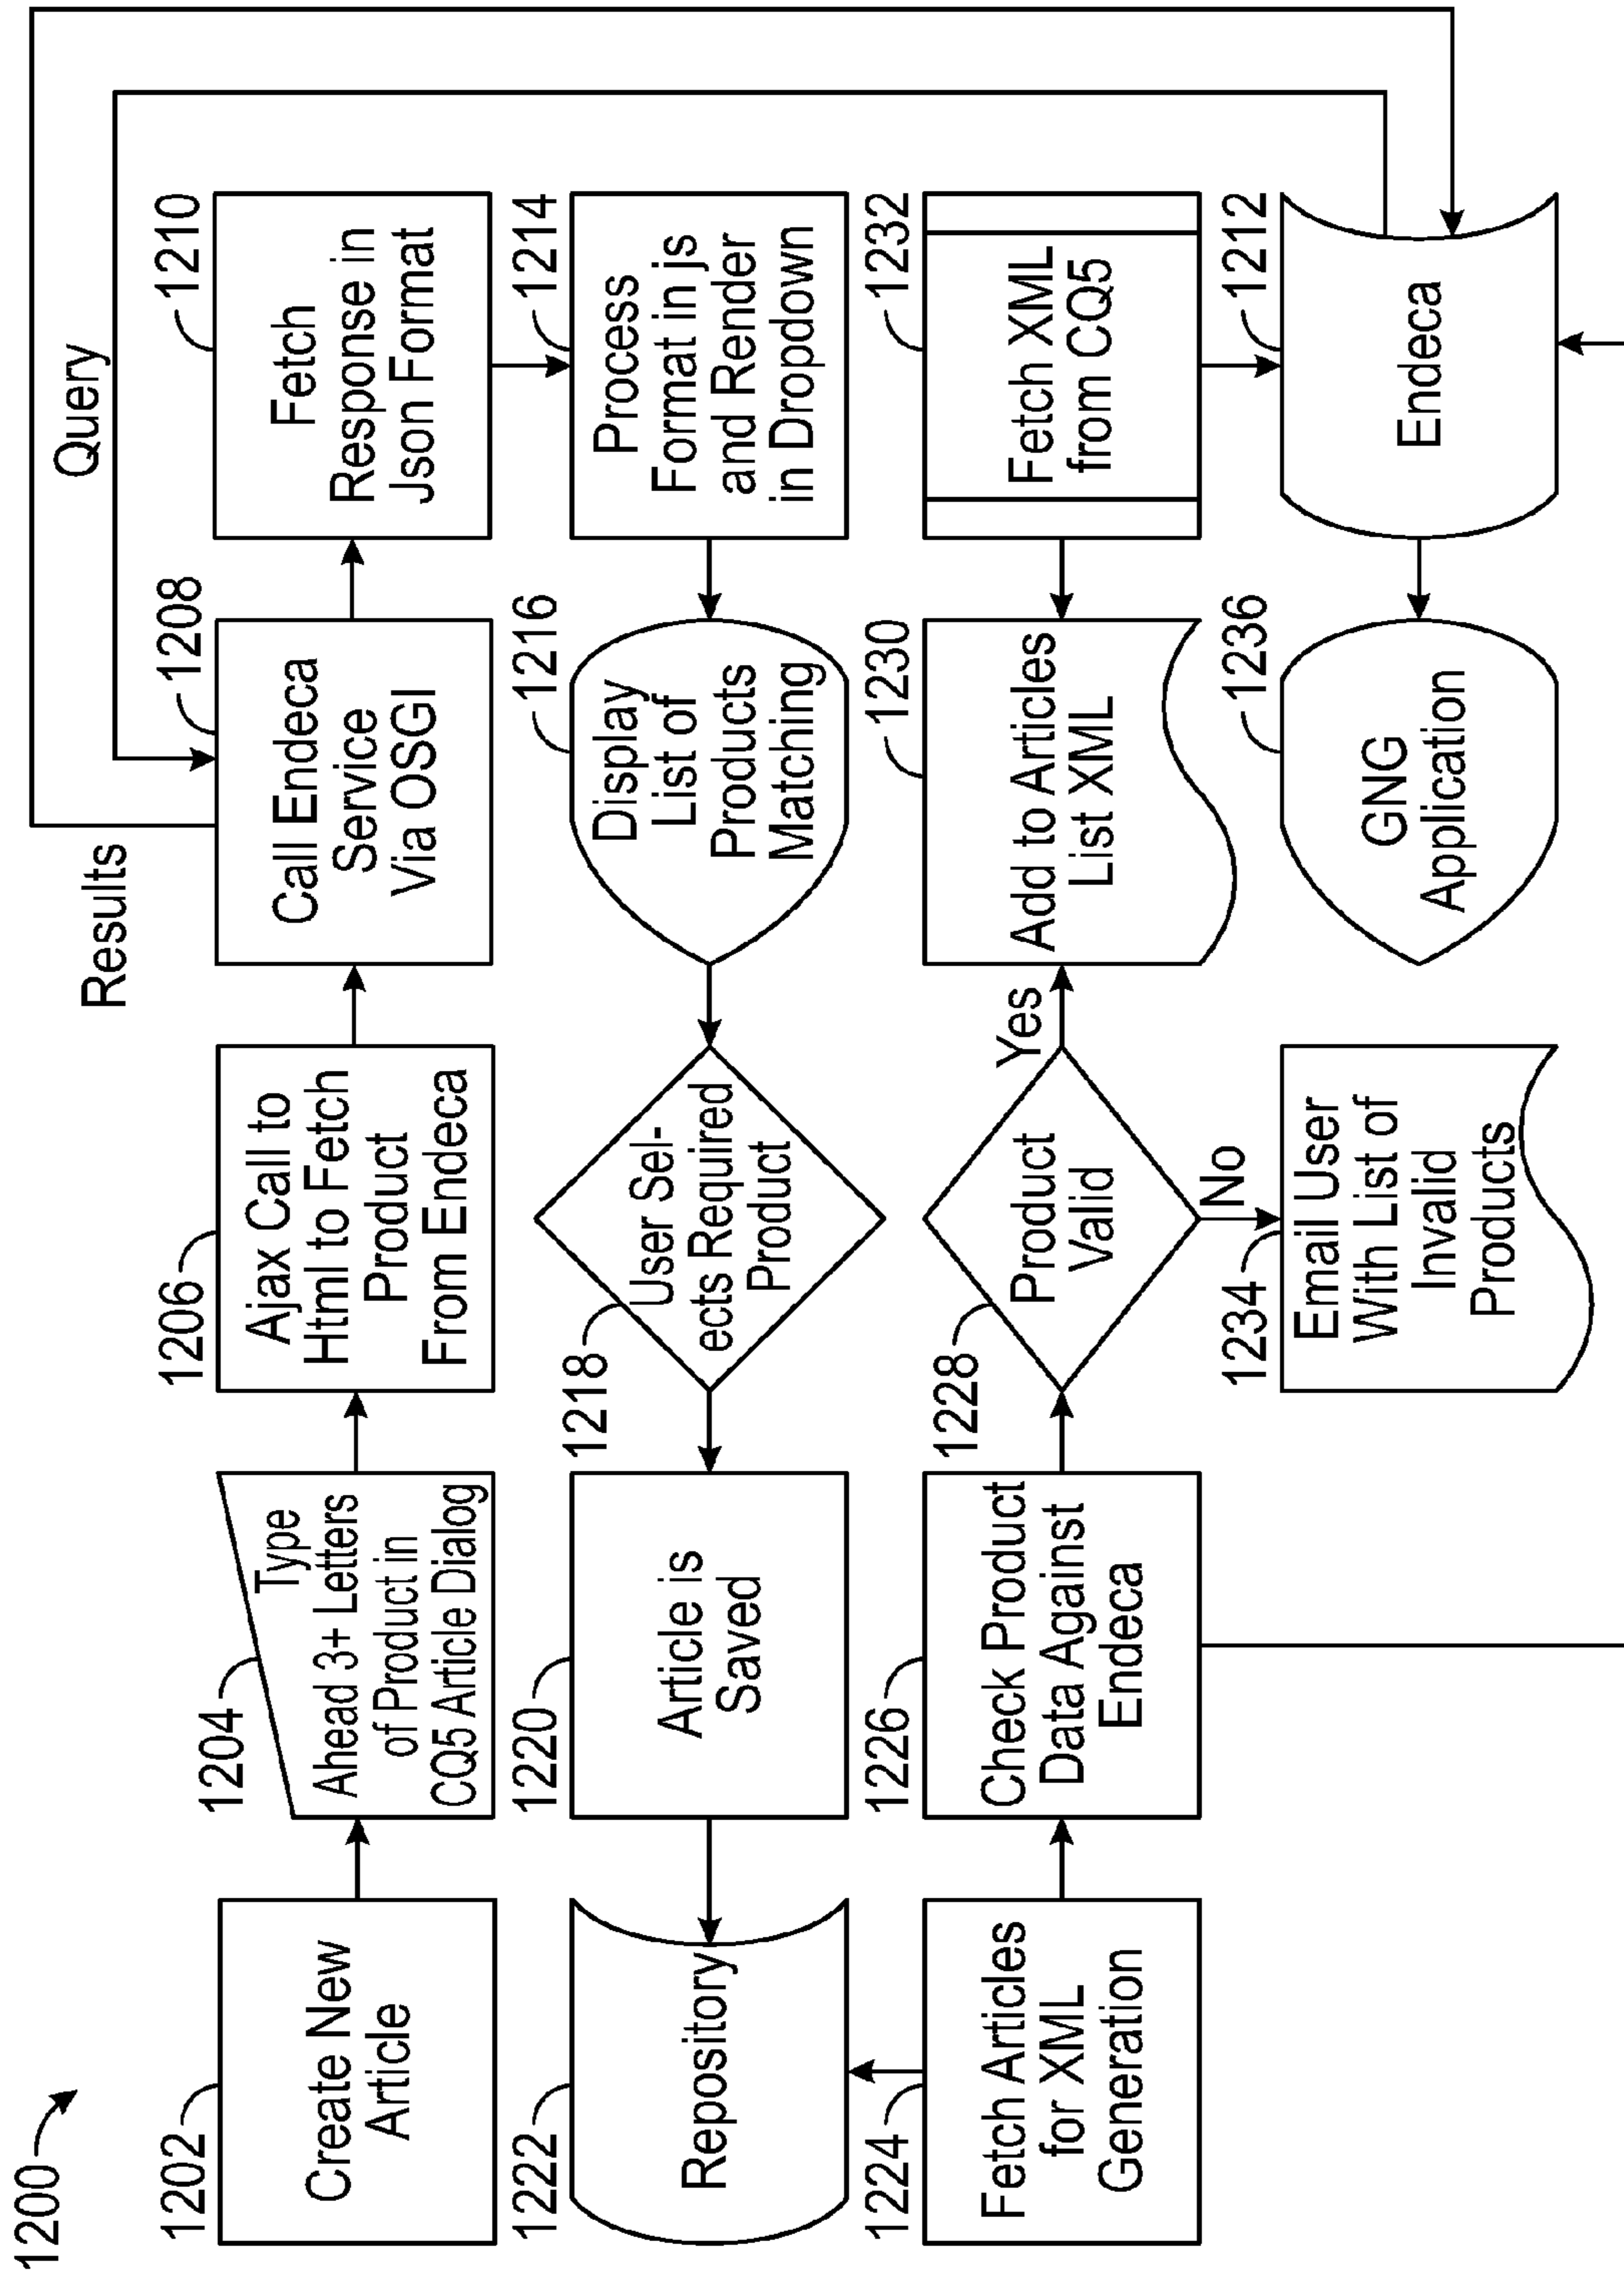 1200
1202
Create New
Article
1204
Type
Ahead 3+ Letters
of Product in
CQ5 Article Dialog
1206
Ajax Call to
Html to Fetch
Product
From Endeca
Results
1208
Call Endeca
Service
Via OSGI
Query
1210
Fetch
Response in
Json Format
1222
Repository
1220
Article is
Saved
1218
User Sel-
ects Required
Product
1216
Display
List of
Products
Matching
1214
Process
Format in js
and Render
in Dropdown
1224
Fetch Articles
for XML
Generation
1226
Check Product
Data Against
Endeca
1228
Product
Valid
Yes
No
1230
Add to Articles
List XML
1232
Fetch XML
from CQ5
1234
Email User
With List of
Invalid
Products
1236
GNG
Application
1212
Endeca